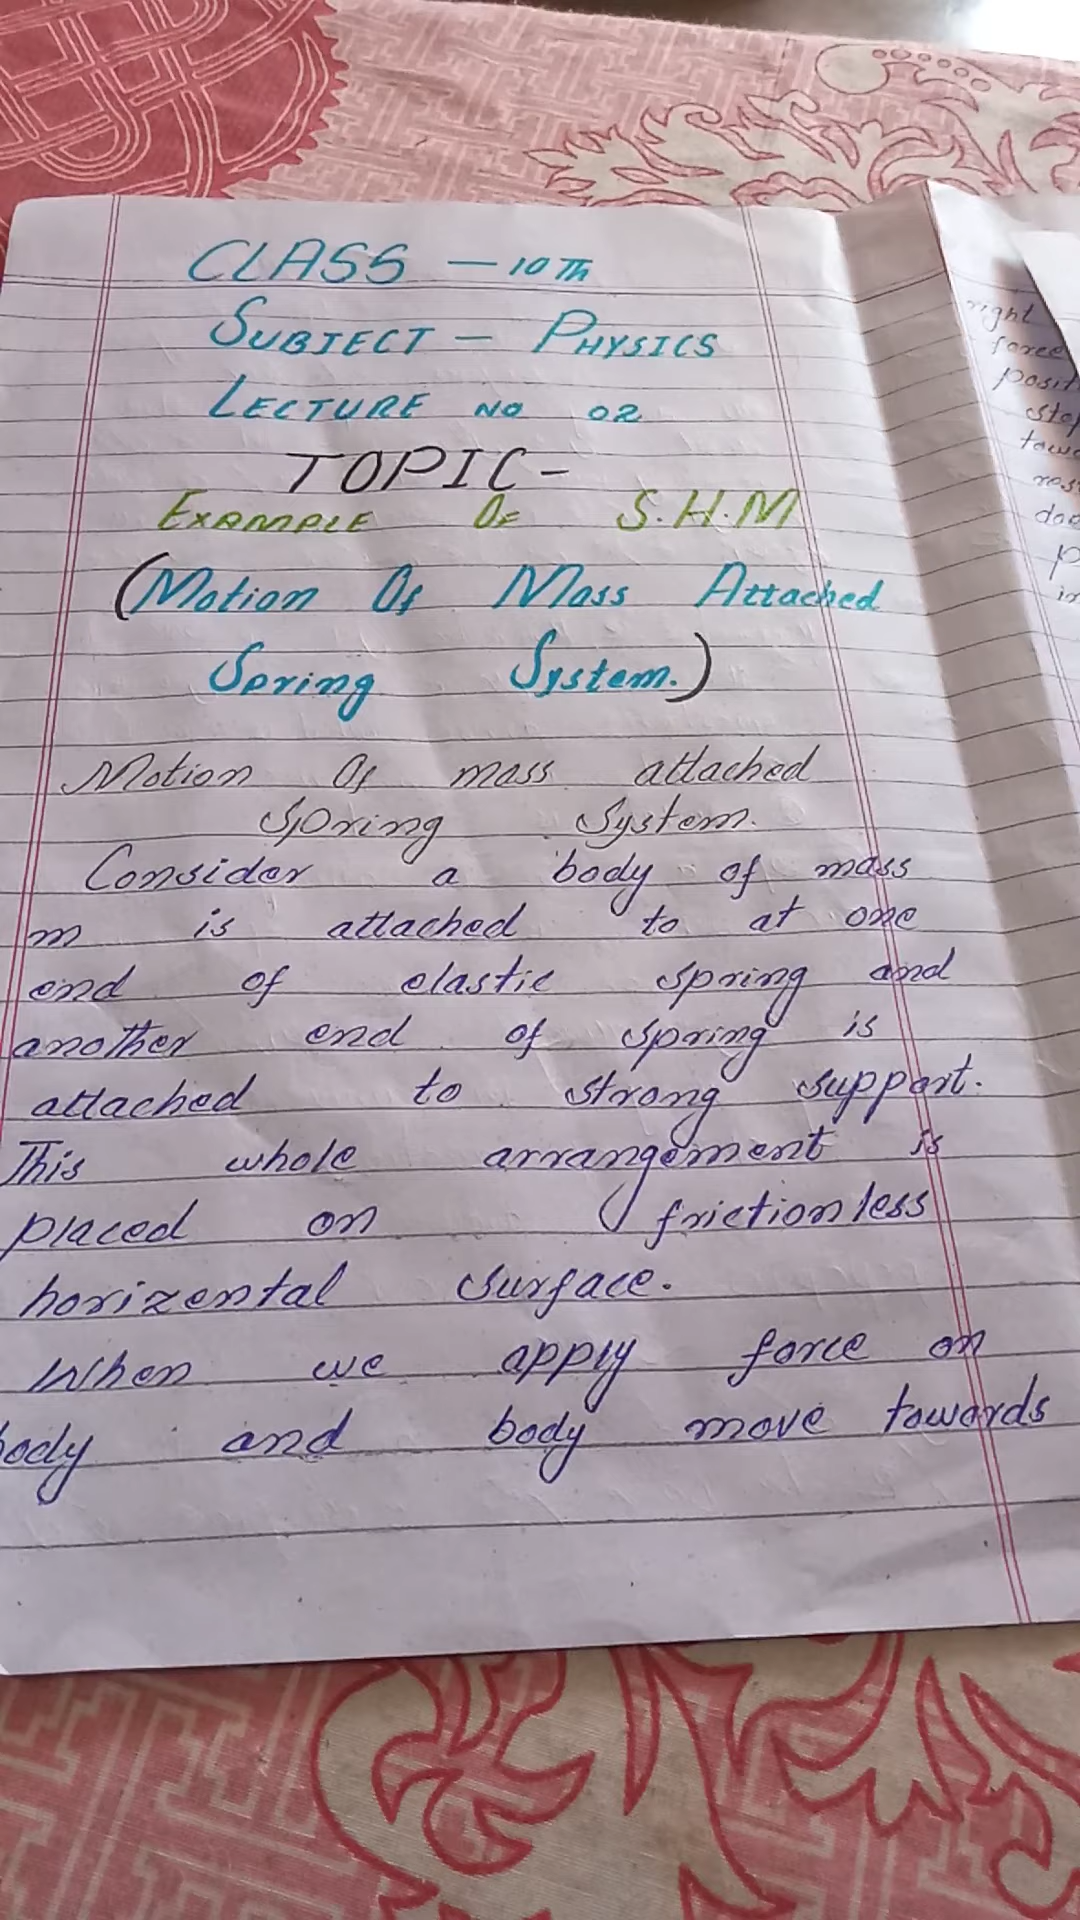 CLASS — 10Th
SUBJECT — PHYSICS
LECTURE NO 02
TOPIC-
EXAMPLE OF S.H.M
(Motion Of Mass Attached
Spring System.)
Motion Of mass attached
Spring System.
Consider a body of mass
m is attached to at one
end of elastic spring and
another end of spring is
attached to strong support.
This whole arrangement is
placed on frictionless
horizental surface.
When we apply force on
body and body move towards
right
force